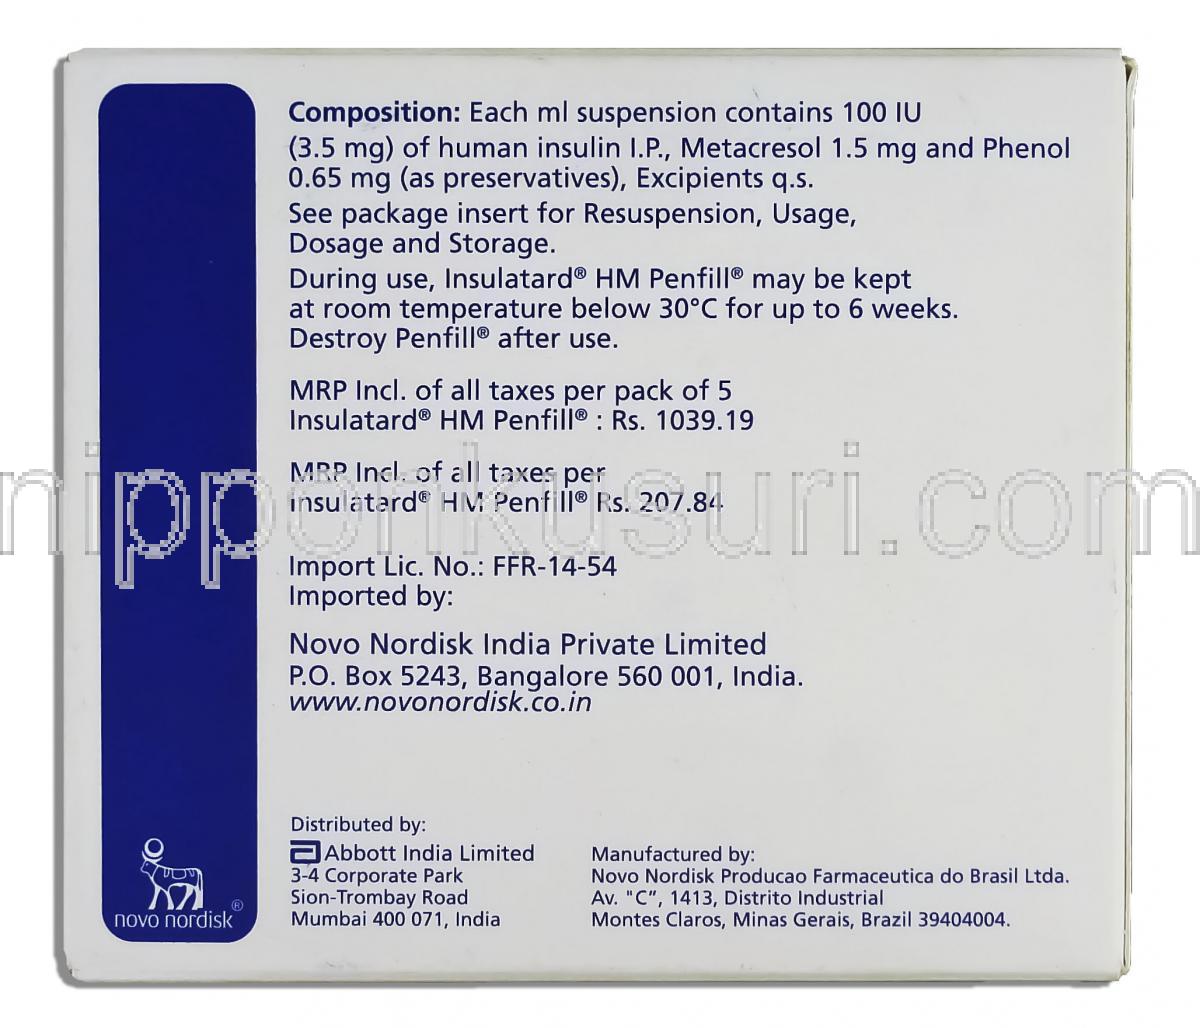 Composition: Each ml suspension contains 100 IU
(3.5 mg) of human insulin I.P., Metacresol 1.5 mg and Phenol
0.65 mg (as preservatives), Excipients q.s.
See package insert for Resuspension, Usage,
Dosage and Storage.
During use, Insulatard® HM Penfill® may be kept
at room temperature below 30°C for up to 6 weeks.
Destroy Penfill® after use.
MRP Incl. of all taxes per pack of 5
Insulatard® HM Penfill® : Rs. 1039.19
MRP Incl. of all taxes per
Insulatard® HM Penfill® Rs. 207.84
nipponkusuri.com
Import Lic. No.: FFR-14-54
Imported by:
Novo Nordisk India Private Limited
P.O. Box 5243, Bangalore 560 001, India.
www.novonordisk.co.in
Distributed by:
Abbott India Limited
3-4 Corporate Park
Sion-Trombay Road
Mumbai 400 071, India
Manufactured by:
Novo Nordisk Producao Farmaceutica do Brasil Ltda.
Av. "C”, 1413, Distrito Industrial
Montes Claros, Minas Gerais, Brazil 39404004.
novo nordisk®